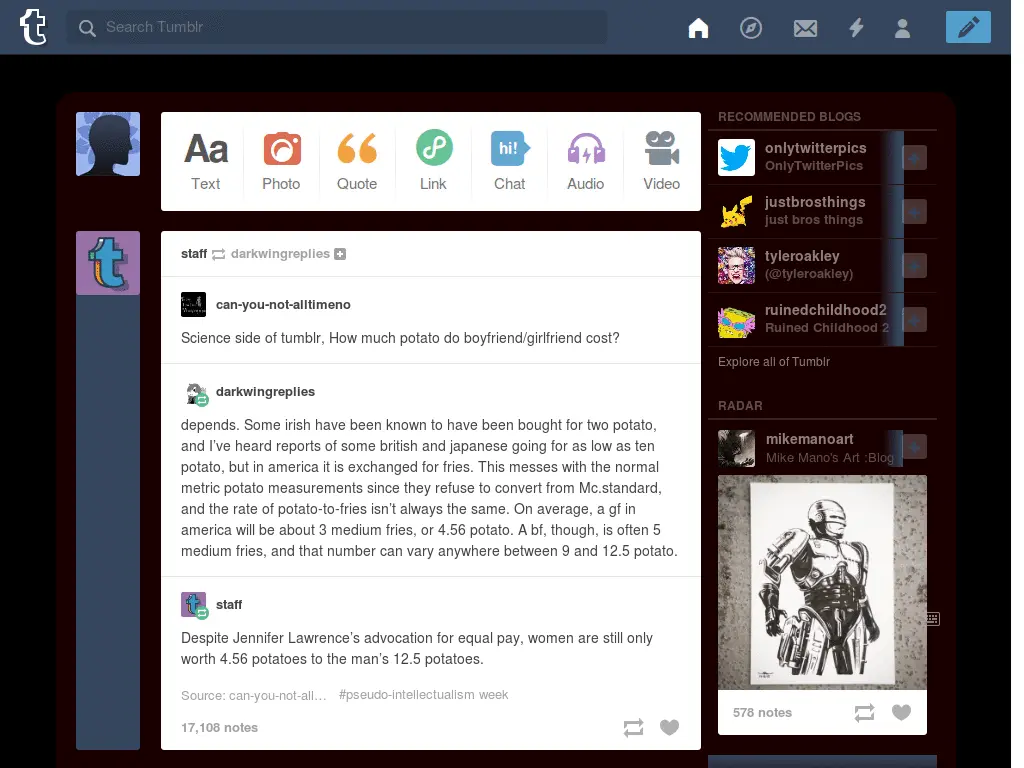 Search Tumblr
Aa
hi!
Text
Photo
Quote
Link
Chat
Audio
Video
staff darkwingreplies
can-you-not-alltimeno
Science side of tumblr, How much potato do boyfriend/girlfriend cost?
darkwingreplies
depends. Some irish have been known to have been bought for two potato,
and I’ve heard reports of some british and japanese going for as low as ten
potato, but in america it is exchanged for fries. This messes with the normal
metric potato measurements since they refuse to convert from Mc.standard,
and the rate of potato-to-fries isn’t always the same. On average, a gf in
america will be about 3 medium fries, or 4.56 potato. A bf, though, is often 5
medium fries, and that number can vary anywhere between 9 and 12.5 potato.
staff
Despite Jennifer Lawrence’s advocation for equal pay, women are still only
worth 4.56 potatoes to the man’s 12.5 potatoes.
Source: can-you-not-all… #pseudo-intellectualism week
17,108 notes
RECOMMENDED BLOGS
onlytwitterpics
OnlyTwitterPics
justbrosthings
just bros things
tyleroakley
(@tyleroakley)
ruinedchildhood2
Ruined Childhood 2
Explore all of Tumblr
RADAR
mikemanoart
Mike Mano's Art :Blog
578 notes